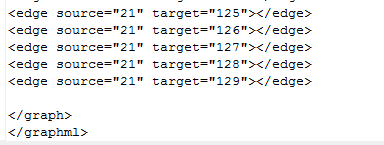 <edge source="21" target="125"></edge>
<edge source="21" target="126"></edge>
<edge source="21" target="127"></edge>
<edge source="21" target="128"></edge>
<edge source="21" target="129"></edge>
</graph>
</graphml>